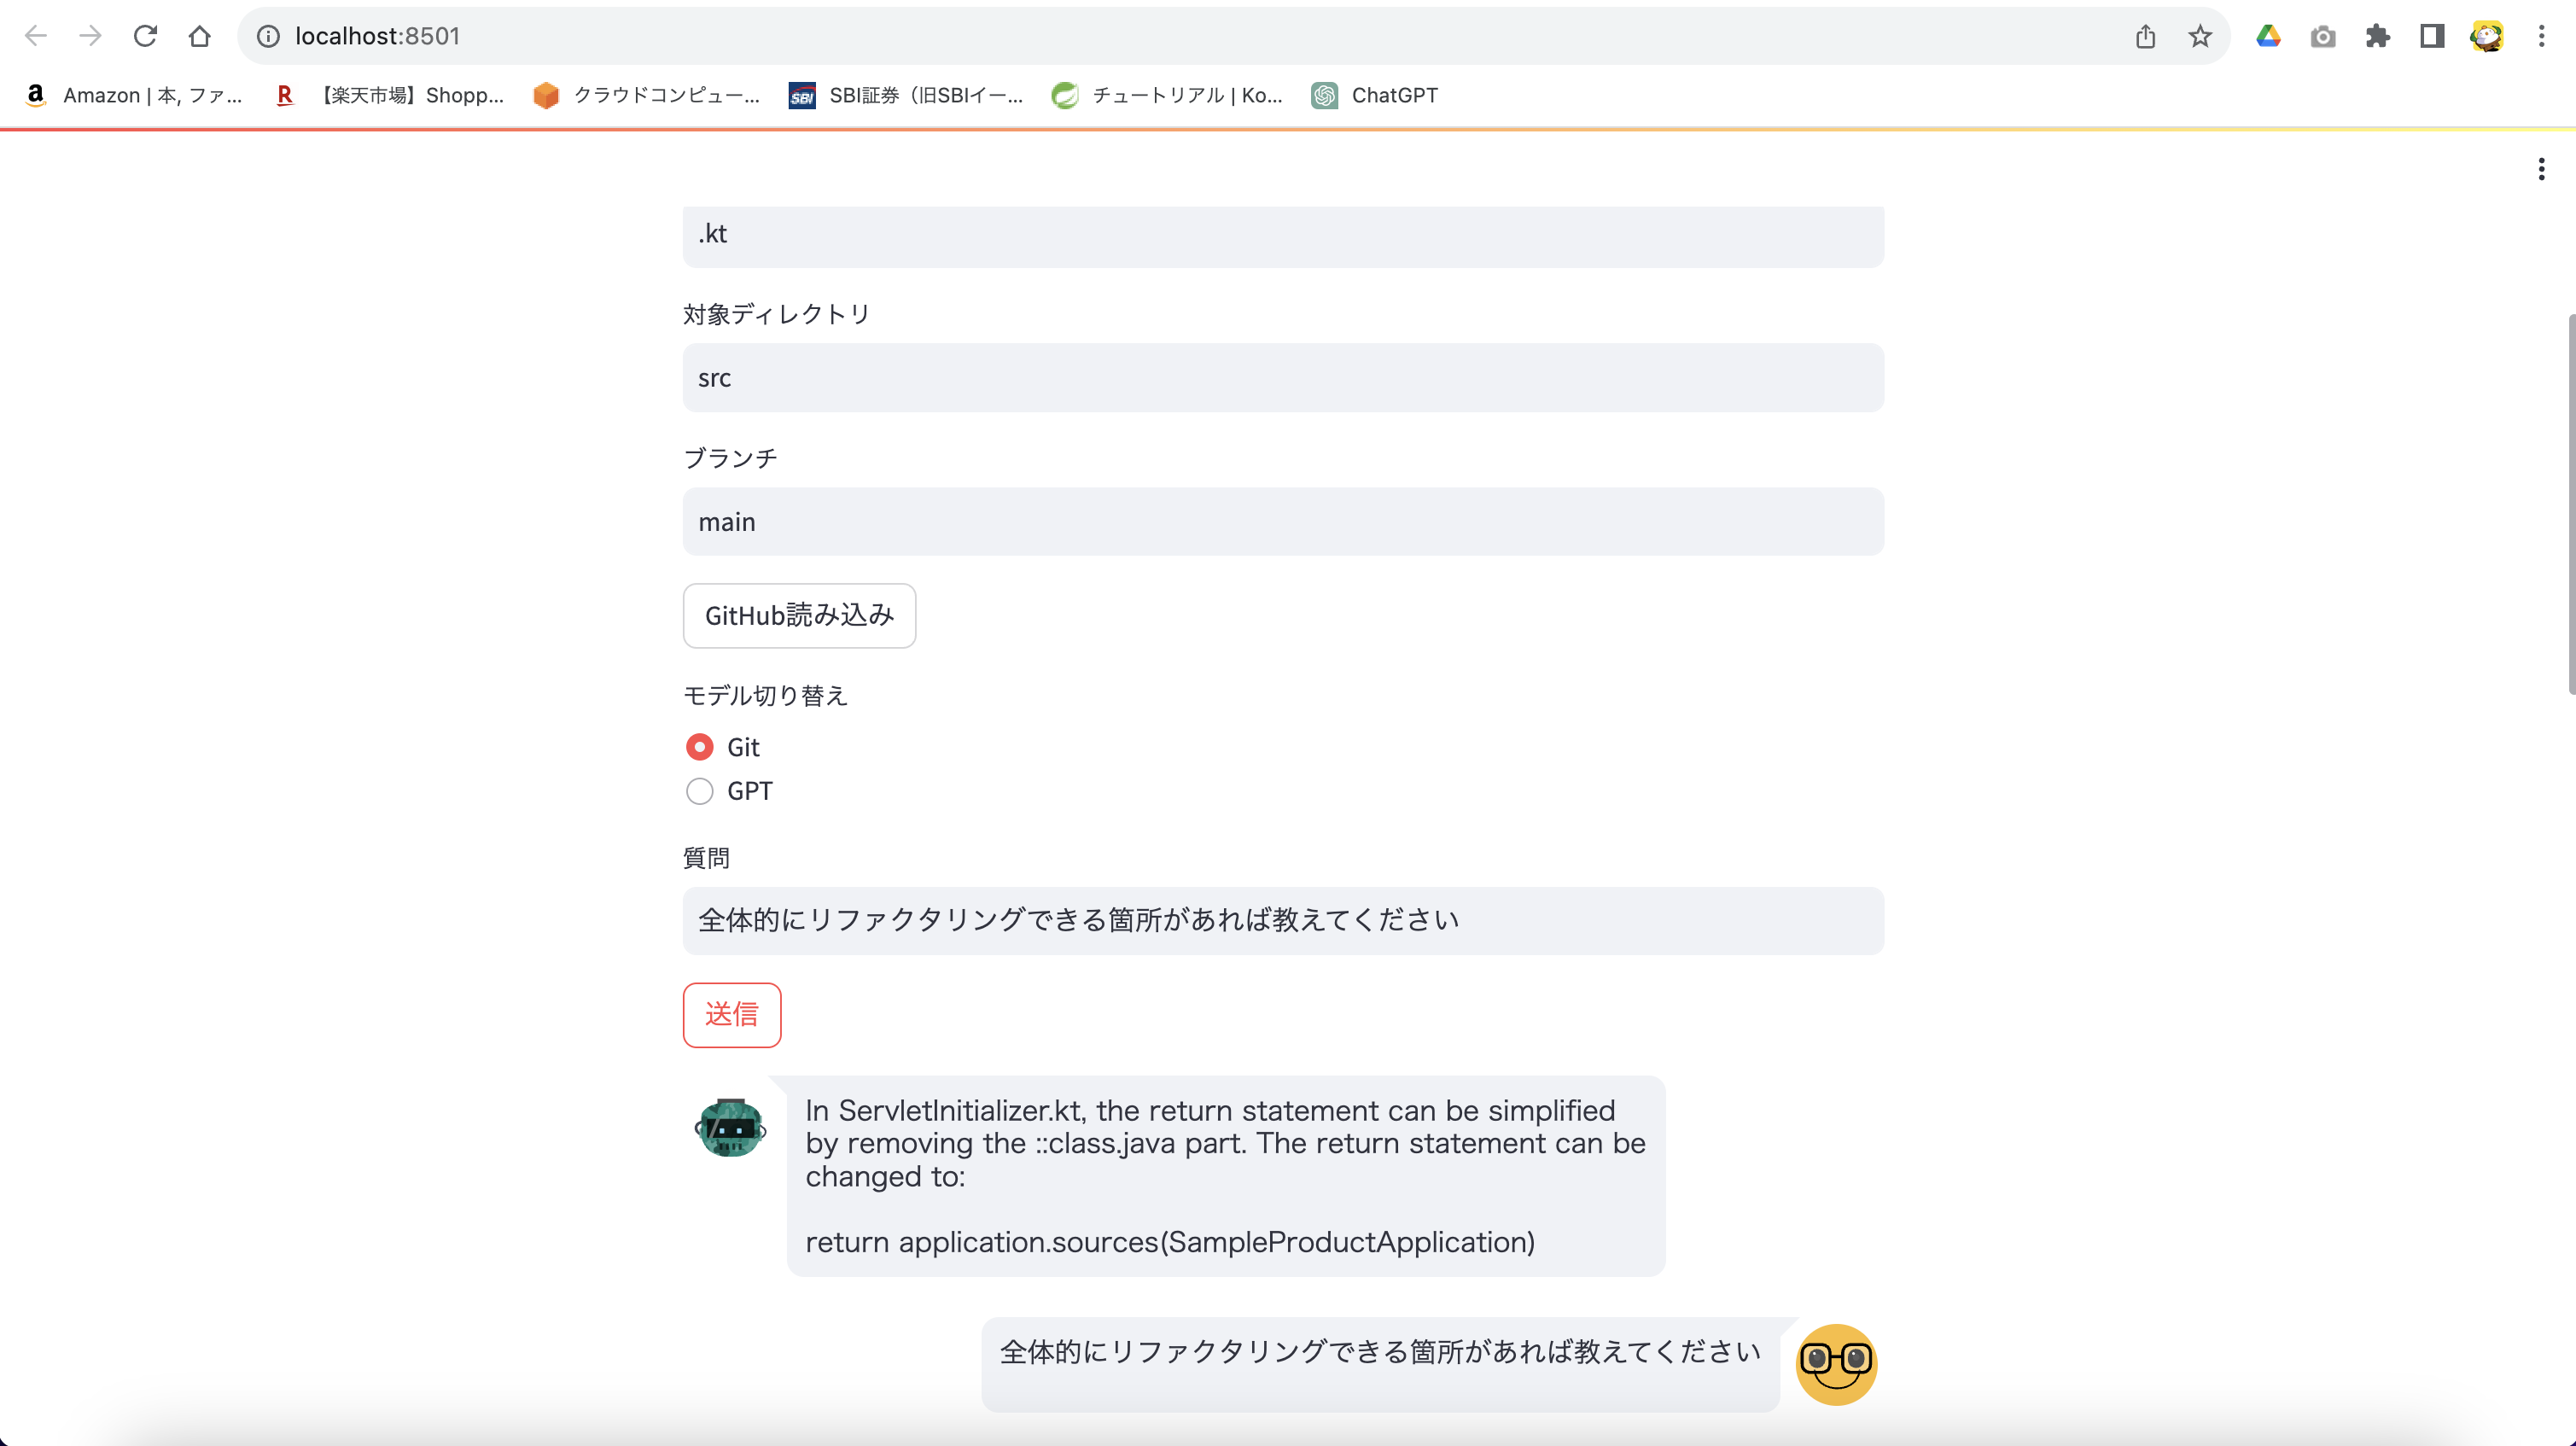 localhost:8501
Amazon | 本, ファ...
【楽天市場】Shopp...
クラウドコンピュー...
SBI
SBI証券（旧SBIイー...
チュートリアル | Ko...
ChatGPT
.kt
対象ディレクトリ
src
ブランチ
main
GitHub読み込み
モデル切り替え
Git
GPT
質問
全体的にリファクタリングできる箇所があれば教えてください
送信
In ServletInitializer.kt, the return statement can be simplified
by removing the ::class.java part. The return statement can be
changed to:
return application.sources(SampleProductApplication)
全体的にリファクタリングできる箇所があれば教えてください